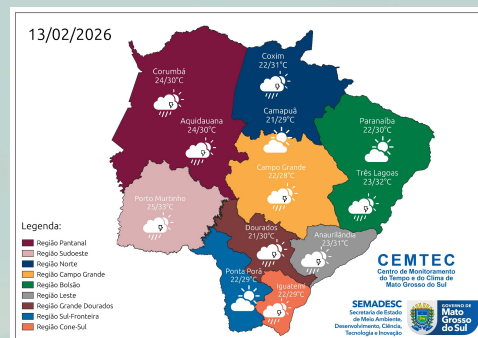 13/02/2026
Corumbá
24/30°C
Coxim
22/31°C
Camapuã
21/29°C
Aquidauana
24/30°C
Paranaíba
22/30°C
Campo Grande
22/28°C
Três Lagoas
23/32°C
Porto Murtinho
25/33°C
Dourados
21/30°C
Anaurilândia
23/31°C
Ponta Porã
22/29°C
Iguatemi
22/29°C
Legenda:
Região Pantanal
Região Sudoeste
Região Norte
Região Campo Grande
Região Bolsão
Região Leste
Região Grande Dourados
Região Sul-Fronteira
Região Cone-Sul
CEMTEC
Centro de Monitoramento
do Tempo e do Clima de
Mato Grosso do Sul
SEMADESC
Secretaria de Estado
de Meio Ambiente,
Desenvolvimento, Ciência,
Tecnologia e Inovação
GOVERNO DE
Mato
Grosso
do Sul